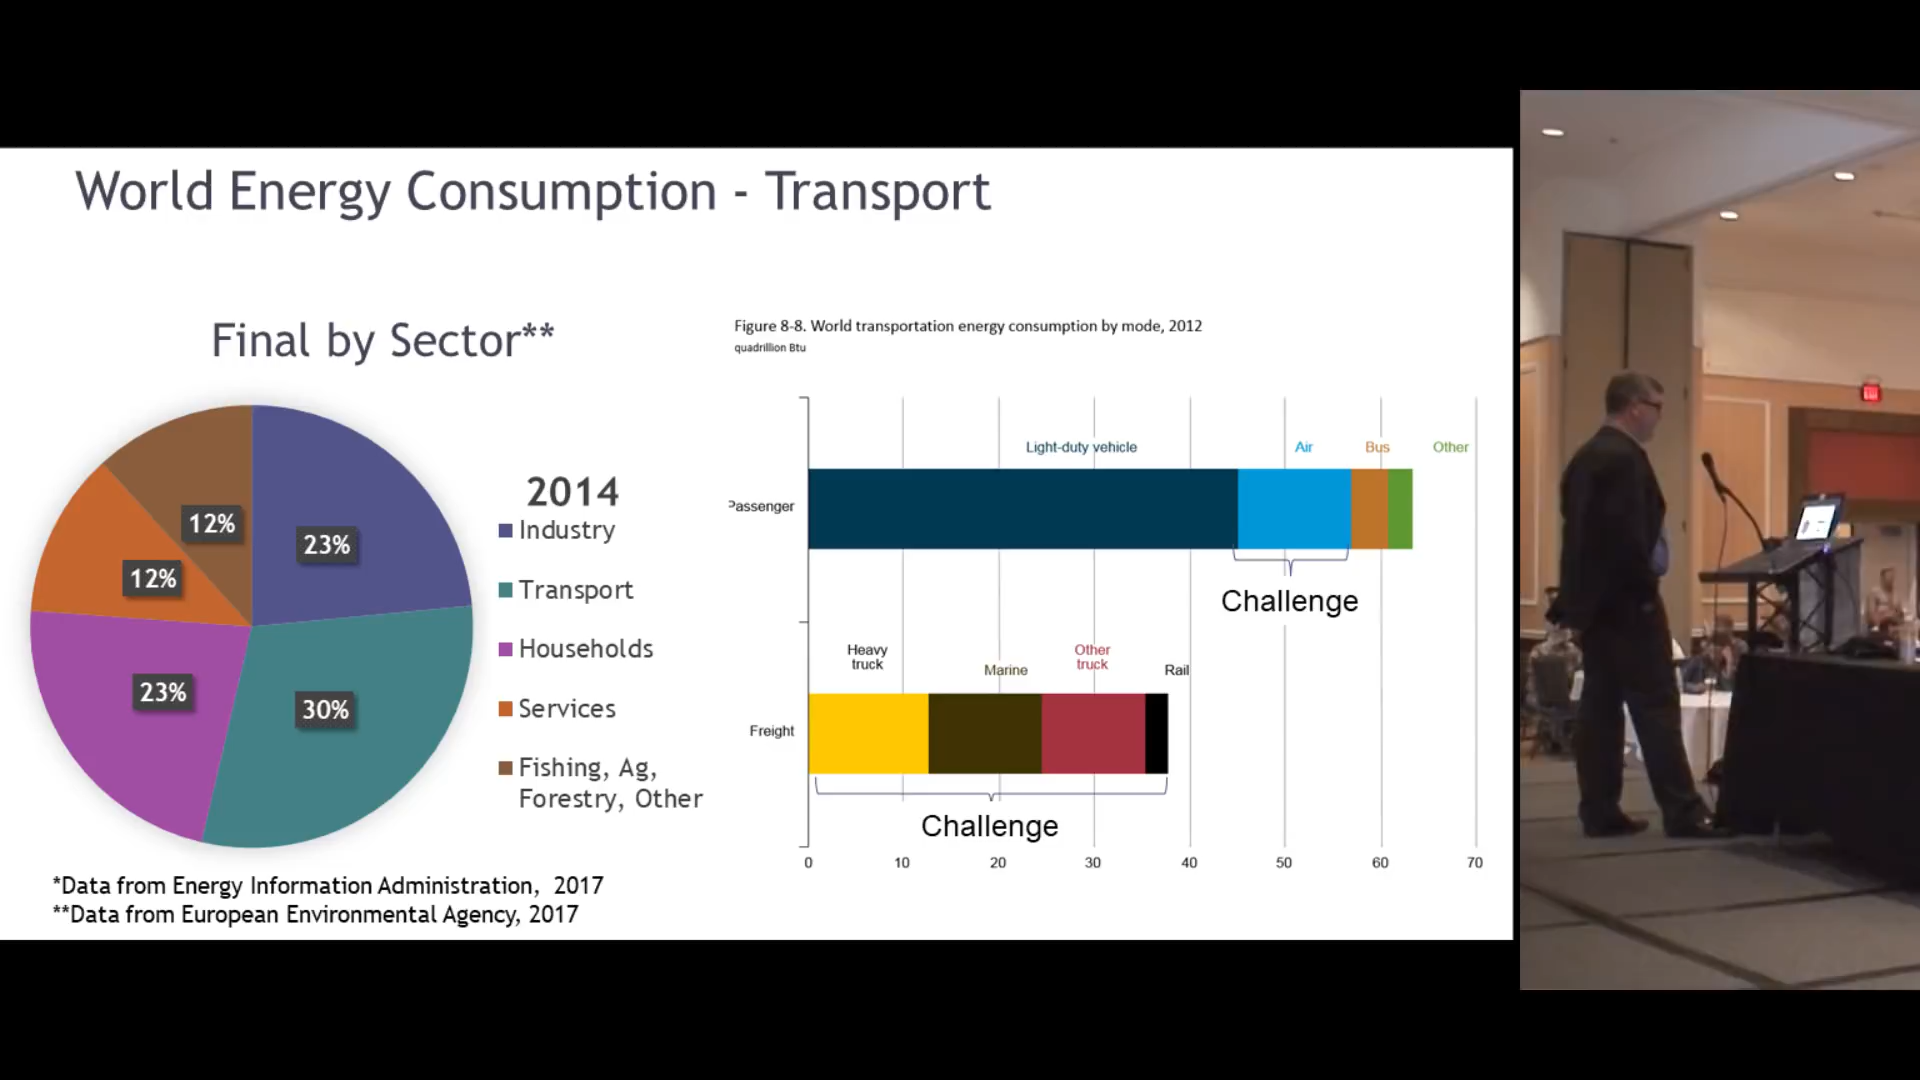 World Energy Consumption - Transport
Final by Sector**
12%
23%
12%
23%
30%
2014
Industry
Transport
Households
Services
Fishing, Ag,
Forestry, Other
*Data from Energy Information Administration, 2017
**Data from European Environmental Agency, 2017
Figure 8-8. World transportation energy consumption by mode, 2012
quadrillion Btu
Light-duty vehicle
Air
Bus
Other
Passenger
Challenge
Heavy
truck
Marine
Other
truck
Rail
Freight
Challenge
0 10 20 30 40 50 60 70